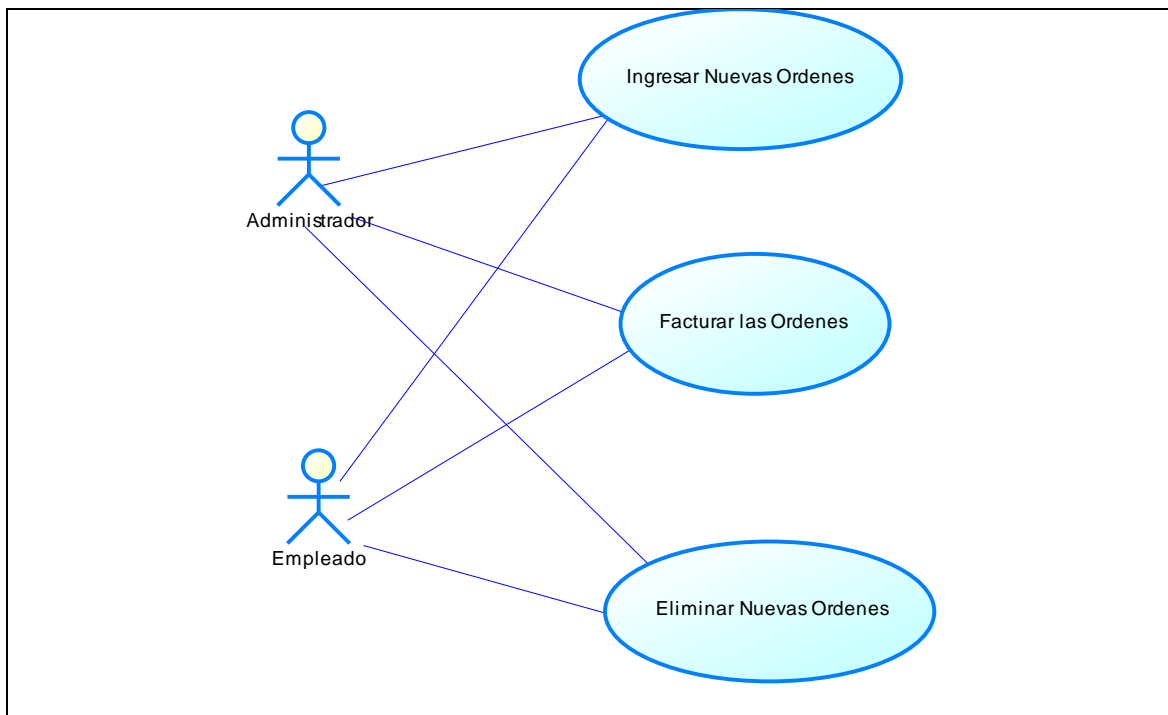 Ingresar Nuevas Ordenes
Administrador
Facturar las Ordenes
Empleado
Eliminar Nuevas Ordenes